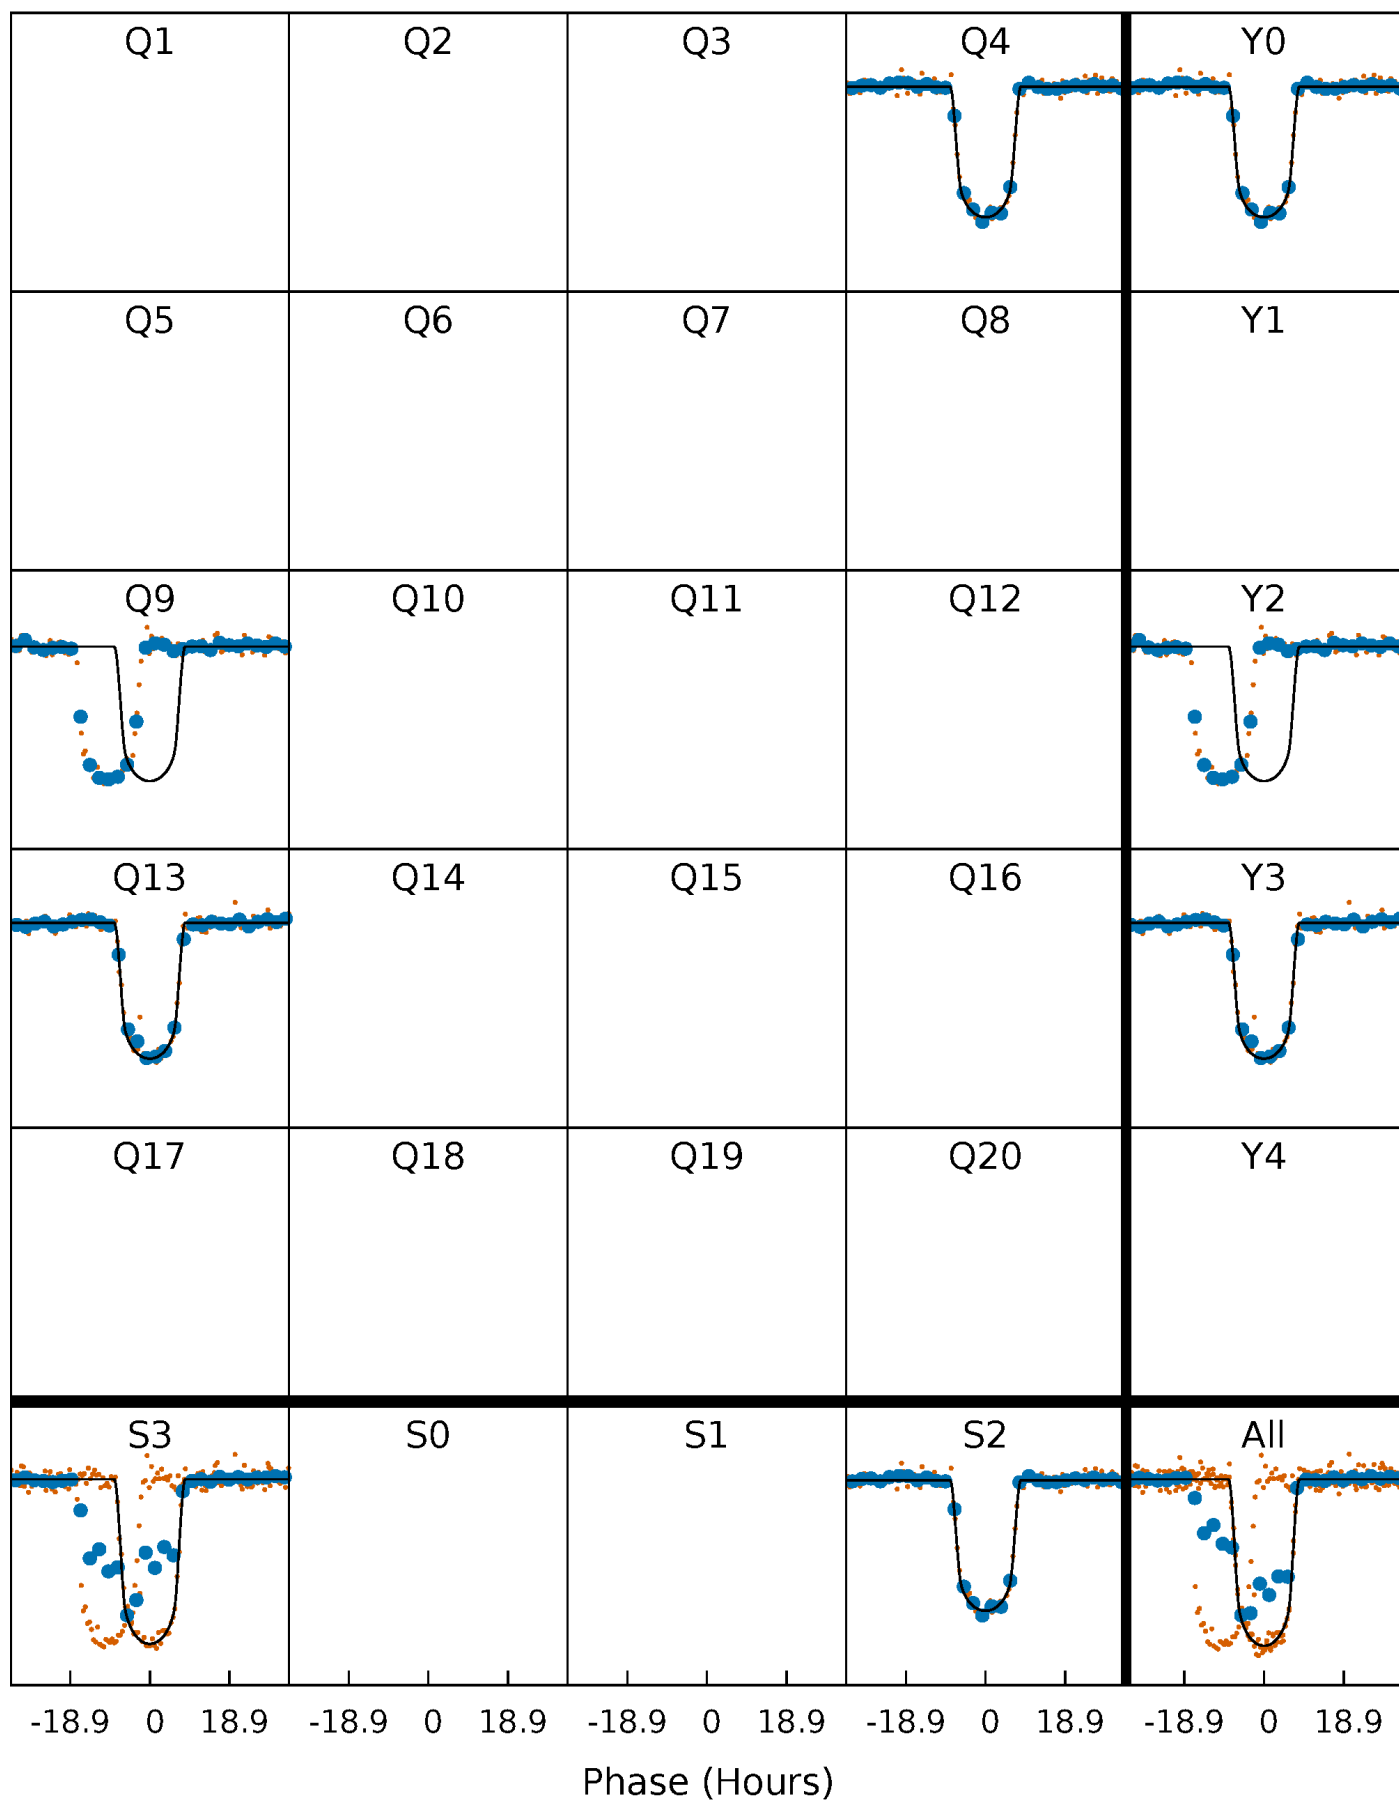 Q1 Q2 Q3 Q4 Y0
Q5 Q6 Q7 Q8 Y1
Q9 Q10 Q11 Q12 Y2
Q13 Q14 Q15 Q16 Y3
Q17 Q18 Q19 Q20 Y4
S3 S0 S1 S2 All
-18.9 0 18.9 -18.9 0 18.9 -18.9 0 18.9 -18.9 0 18.9 -18.9 0 18.9
Phase (Hours)